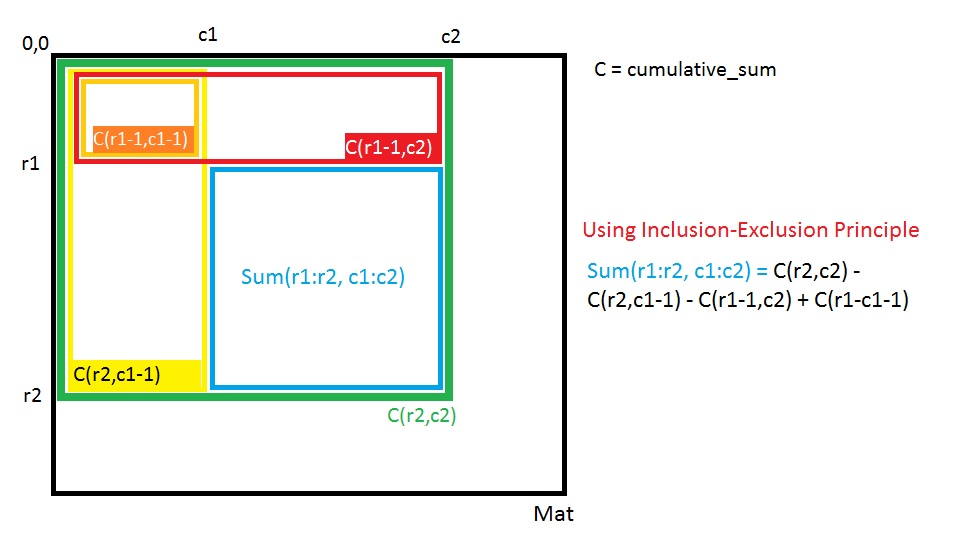 c1
c2
0,0
C = cumulative_sum
C(r1-1,c1-1)
C(r1-1,c2)
r1
Using Inclusion-Exclusion Principle
Sum(r1:r2, c1:c2)
Sum(r1:r2, c1:c2) = C(r2,c2) -
C(r2,c1-1) - C(r1-1,c2) + C(r1-c1-1)
C(r2,c1-1)
r2
C(r2,c2)
Mat